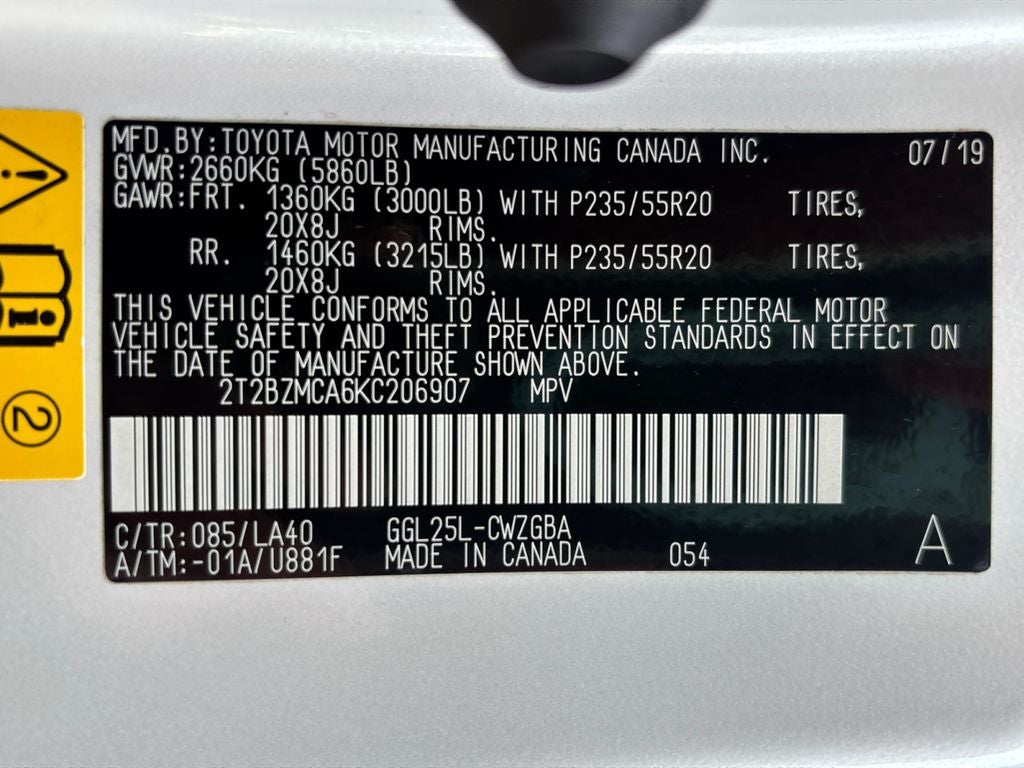 MFD.BY:TOYOTA MOTOR MANUFACTURING CANADA INC. 07/19
GVWR:2660KG (5860LB)
GAWR:FRT. 1360KG (3000LB) WITH P235/55R20 TIRES,
20X8J RIMS.
RR. 1460KG (3215LB) WITH P235/55R20 TIRES,
20X8J RIMS.
THIS VEHICLE CONFORMS TO ALL APPLICABLE FEDERAL MOTOR
VEHICLE SAFETY AND THEFT PREVENTION STANDARDS IN EFFECT ON
THE DATE OF MANUFACTURE SHOWN ABOVE.
2T2BZMCA6KC206907 MPV
C/TR:085/LA40 GGL25L-CWZGBA
A/TM:-01A/U881F MADE IN CANADA 054 A
2